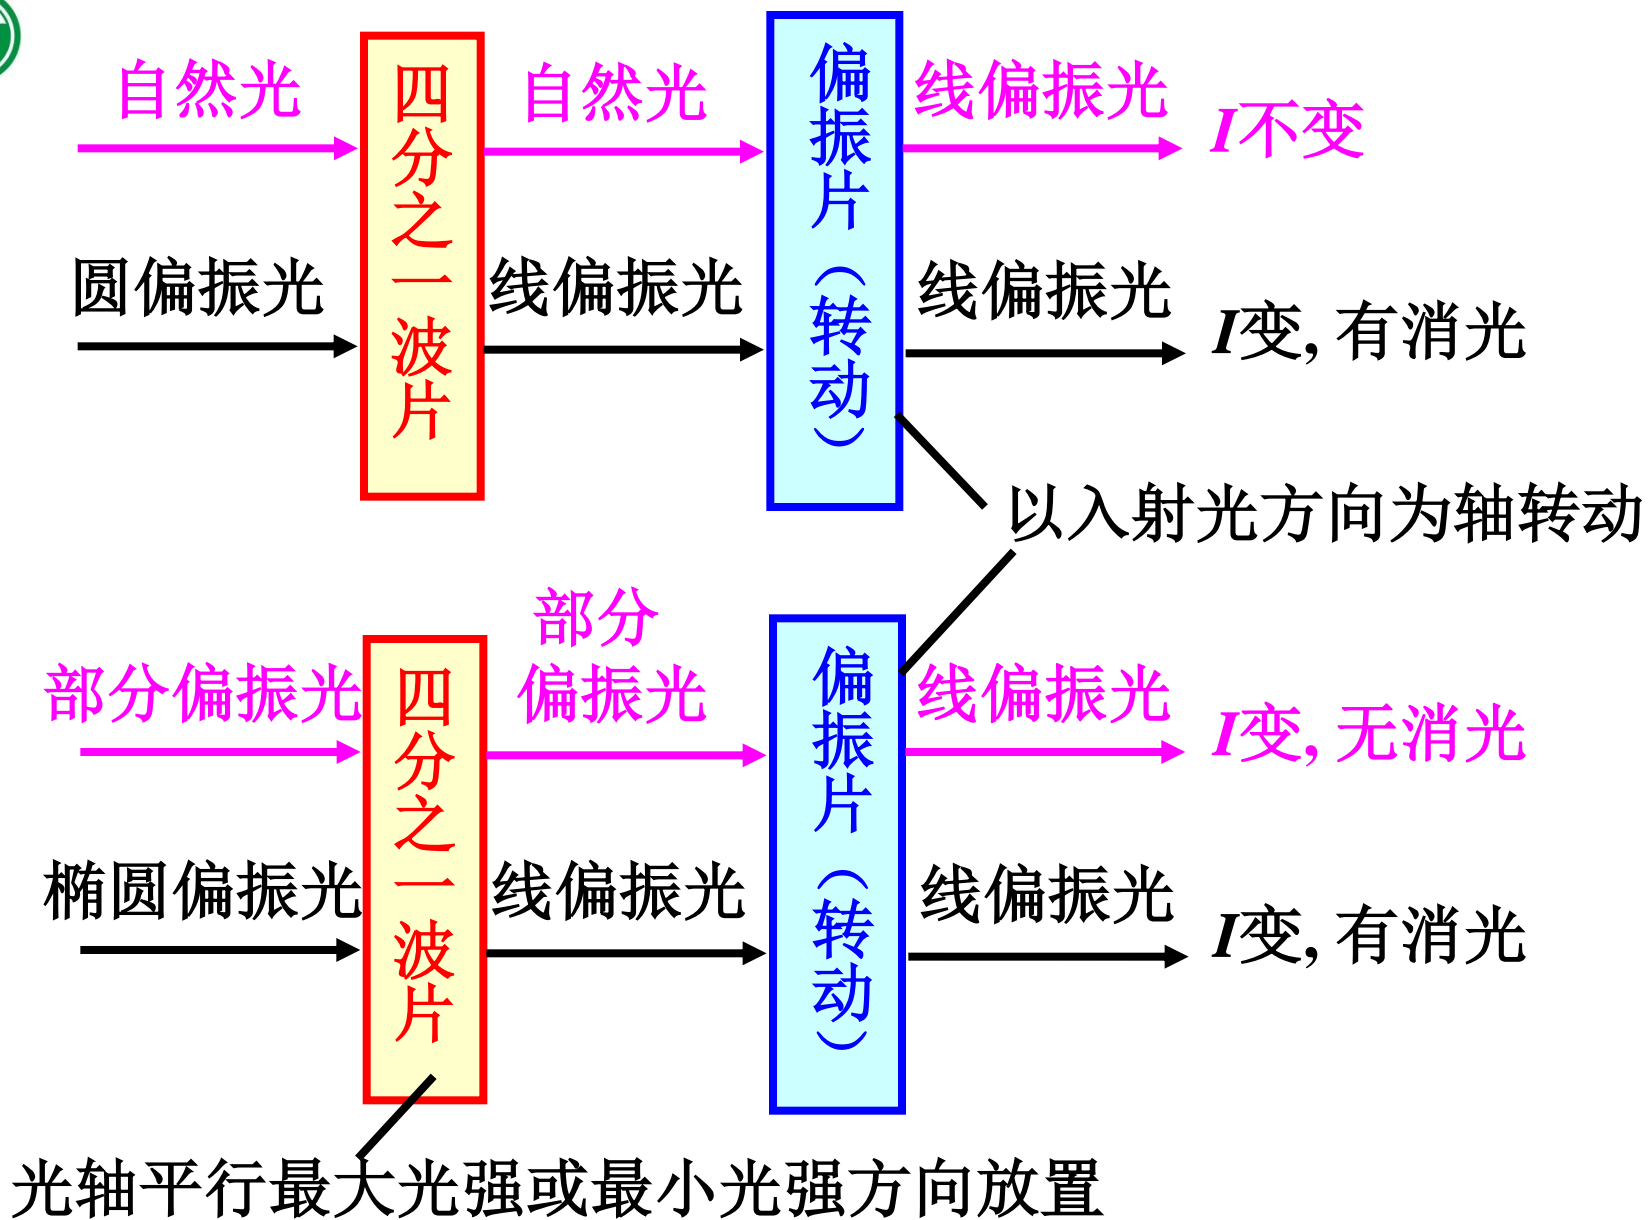 自然光
四分之一波片
自然光
偏振片（转动）
线偏振光
I不变
圆偏振光
线偏振光
线偏振光
I变, 有消光
以入射光方向为轴转动
部分偏振光
四分之一波片
部分
偏振光
偏振片（转动）
线偏振光
I变, 无消光
椭圆偏振光
线偏振光
线偏振光
I变, 有消光
光轴平行最大光强或最小光强方向放置